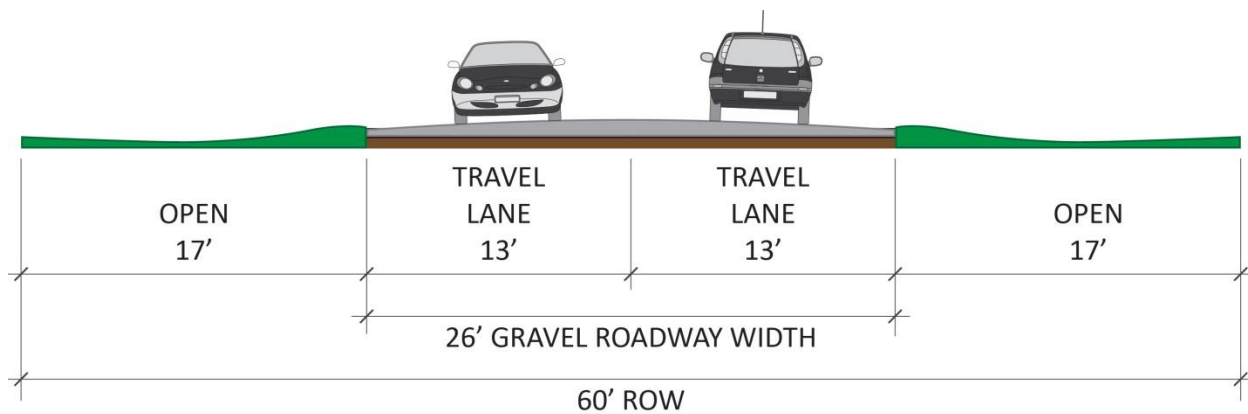 OPEN
17’
TRAVEL
LANE
13’
TRAVEL
LANE
13’
OPEN
17’
26’ GRAVEL ROADWAY WIDTH
60’ ROW